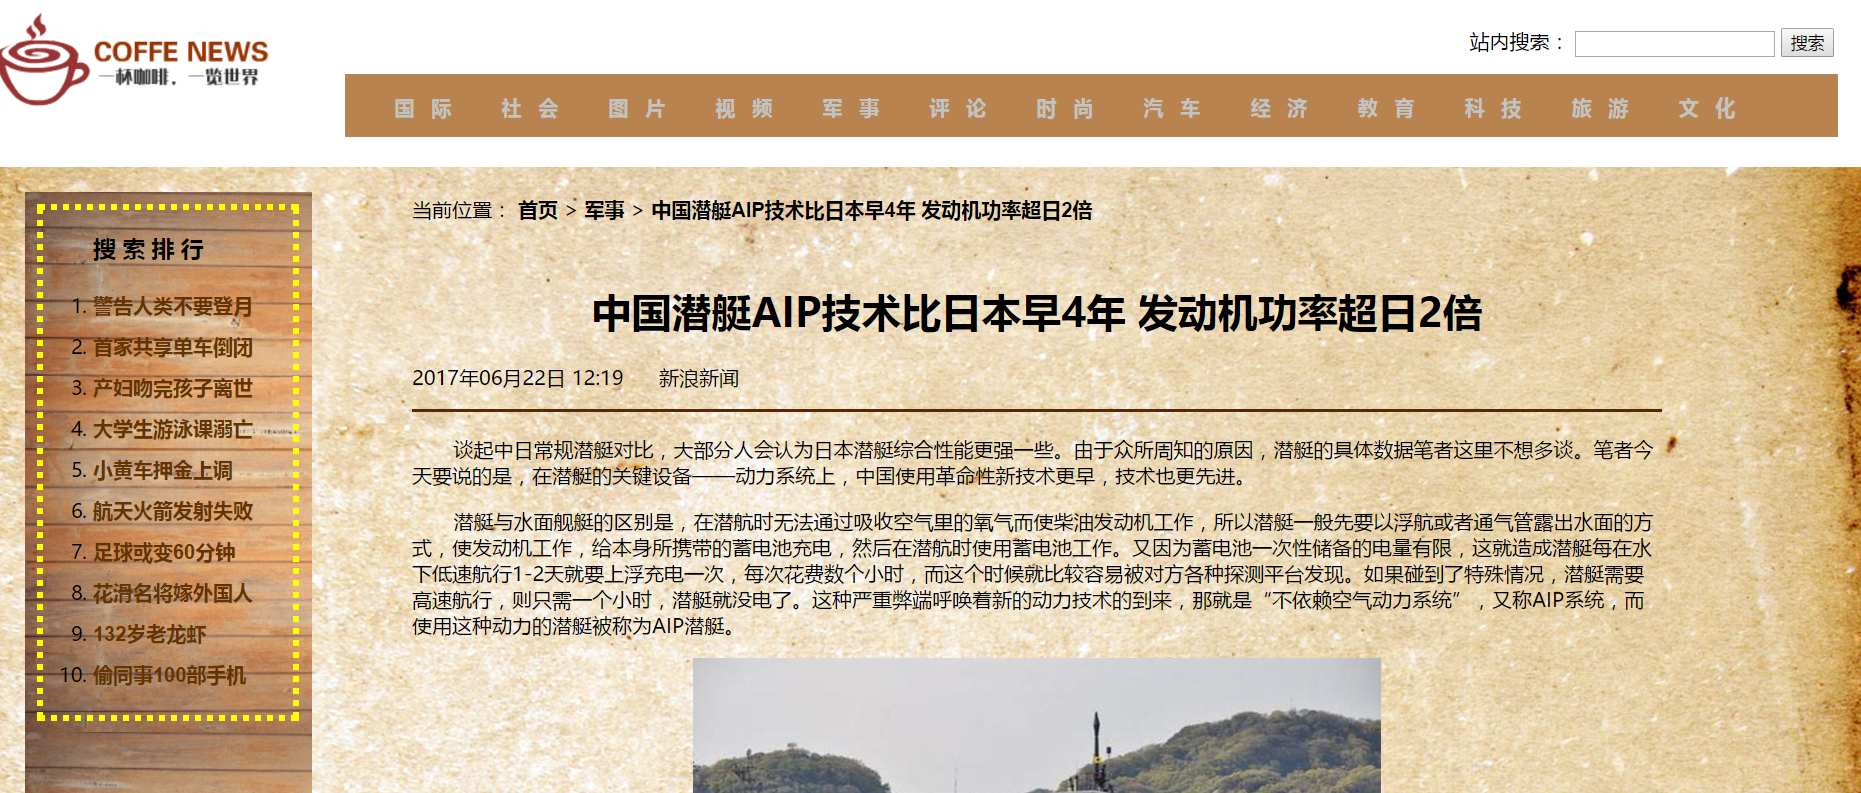 COFFE NEWS
一杯咖啡，一览世界
站内搜索： 搜索
国际 社会 图片 视频 军事 评论 时尚 汽车 经济 教育 科技 旅游 文化
搜索排行
1. 警告人类不要登月
2. 首家共享单车倒闭
3. 产妇吻完孩子离世
4. 大学生游泳课溺亡
5. 小黄车押金上调
6. 航天火箭发射失败
7. 足球或变60分钟
8. 花滑名将嫁外国人
9. 132岁老龙虾
10. 偷同事100部手机
当前位置： 首页 > 军事 > 中国潜艇AIP技术比日本早4年 发动机功率超日2倍
中国潜艇AIP技术比日本早4年 发动机功率超日2倍
2017年06月22日 12:19 新浪新闻
谈起中日常规潜艇对比，大部分人会认为日本潜艇综合性能更强一些。由于众所周知的原因，潜艇的具体数据笔者这里不想多谈。笔者今
天要说的是，在潜艇的关键设备——动力系统上，中国使用革命性新技术更早，技术也更先进。
潜艇与水面舰艇的区别是，在潜航时无法通过吸收空气里的氧气而使柴油发动机工作，所以潜艇一般先要以浮航或者通气管露出水面的方
式，使发动机工作，给本身所携带的蓄电池充电，然后在潜航时使用蓄电池工作。又因为蓄电池一次性储备的电量有限，这就造成潜艇每在水
下低速航行1-2天就要上浮充电一次，每次花费数个小时，而这个时候就比较容易被对方各种探测平台发现。如果碰到了特殊情况，潜艇需要
高速航行，则只需一个小时，潜艇就没电了。这种严重弊端呼唤着新的动力技术的到来，那就是“不依赖空气动力系统”，又称AIP系统，而
使用这种动力的潜艇被称为AIP潜艇。